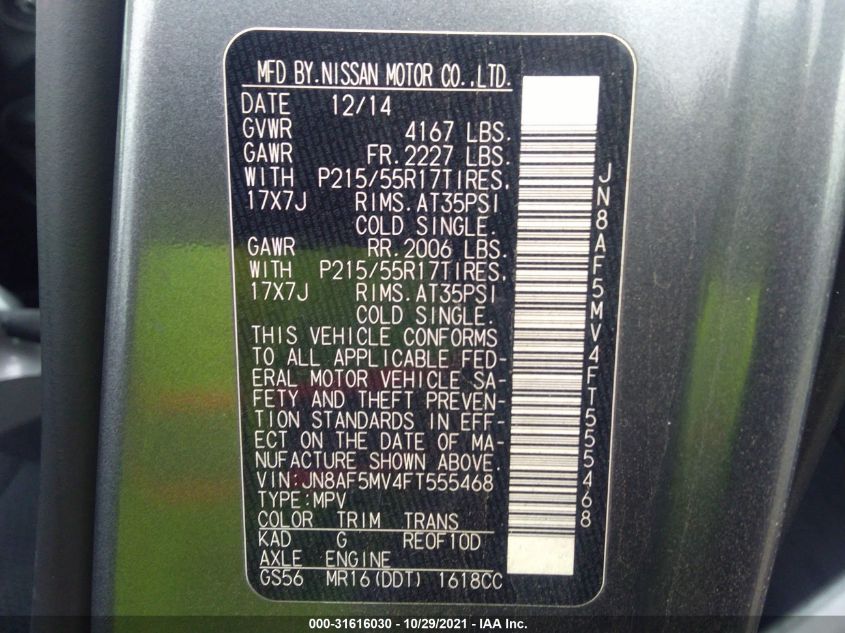 MFD BY.NISSAN MOTOR CO.,LTD.
DATE 12/14
GVWR 4167 LBS.
GAWR FR.2227 LBS.
WITH P215/55R17TIRES,
17X7J RIMS.AT35PSI
COLD SINGLE.
GAWR RR.2006 LBS.
WITH P215/55R17TIRES,
17X7J RIMS.AT35PSI
COLD SINGLE.
THIS VEHICLE CONFORMS
TO ALL APPLICABLE FED-
ERAL MOTOR VEHICLE SA-
FETY AND THEFT PREVEN-
TION STANDARDS IN EFF-
ECT ON THE DATE OF MA-
NUFACTURE SHOWN ABOVE.
VIN:JN8AF5MV4FT555468
TYPE:MPV
COLOR TRIM TRANS
KAD G RE0F10D
AXLE ENGINE
GS56 MR16(DDT) 1618CC
JN8AF5MV4FT555468
000-31616030 - 10/29/2021 - IAA Inc.